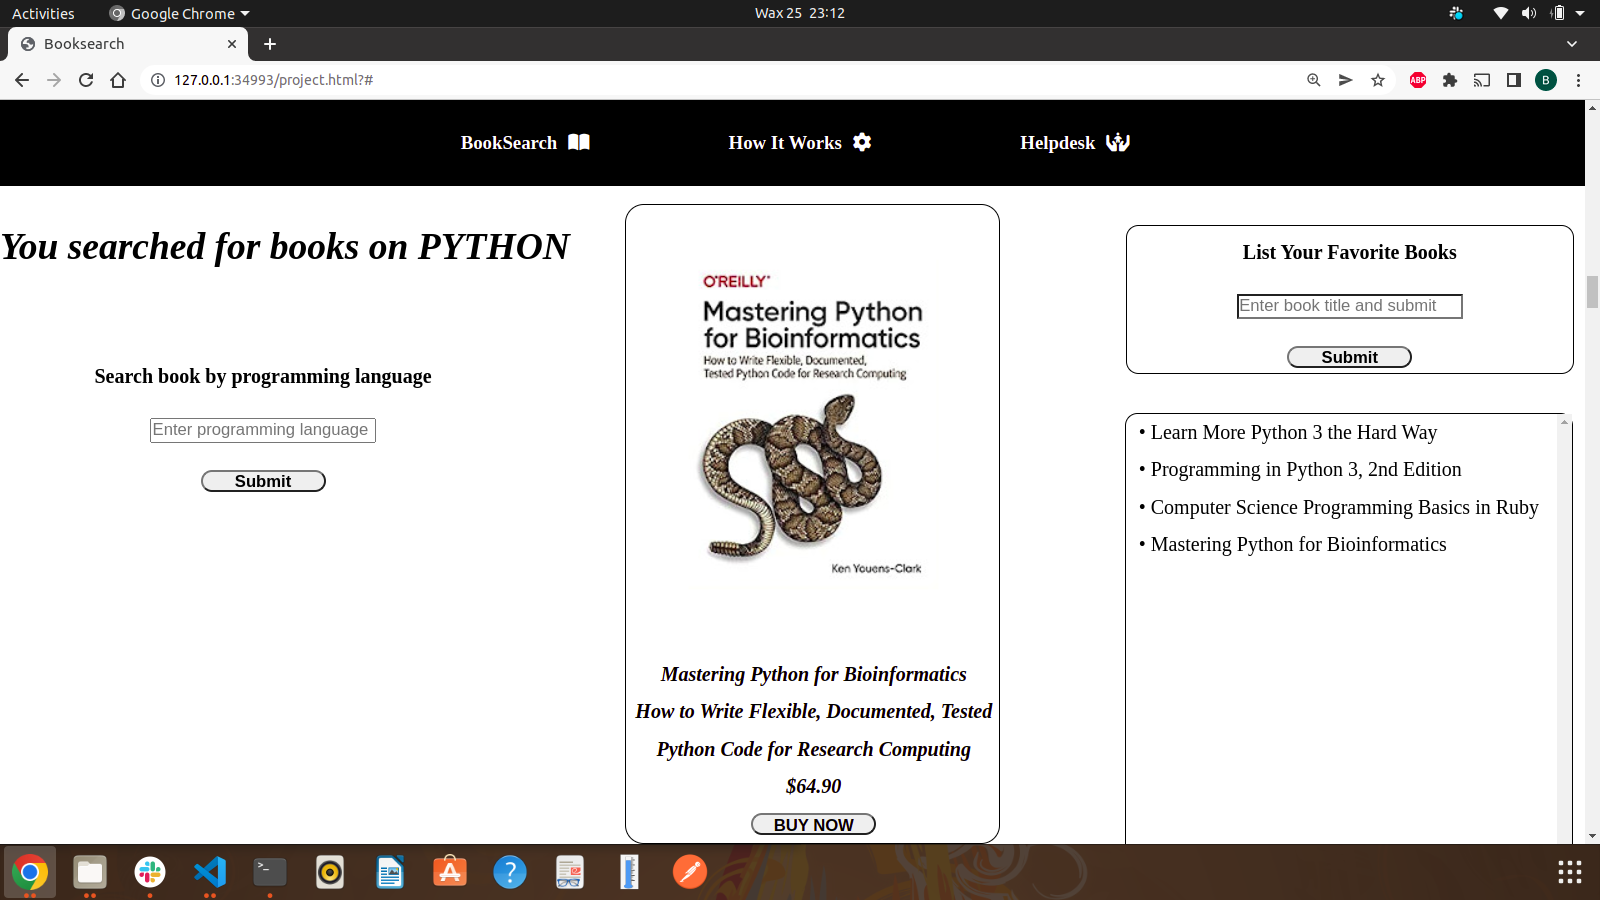 Activities
Google Chrome
Wax 25 23:12
Booksearch
127.0.0.1:34993/project.html?#
ABP
B
BookSearch
How It Works
Helpdesk
You searched for books on PYTHON
Search book by programming language
Enter programming language
Submit
O'REILLY®
Mastering Python
for Bioinformatics
How to Write Flexible, Documented,
Tested Python Code for Research Computing
Ken Youens-Clark
Mastering Python for Bioinformatics
How to Write Flexible, Documented, Tested
Python Code for Research Computing
$64.90
BUY NOW
List Your Favorite Books
Enter book title and submit
Submit
• Learn More Python 3 the Hard Way
• Programming in Python 3, 2nd Edition
• Computer Science Programming Basics in Ruby
• Mastering Python for Bioinformatics